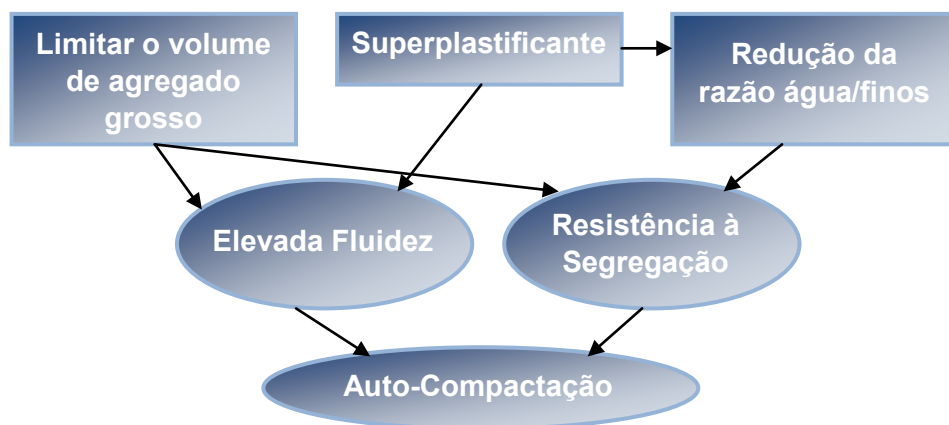 Limitar o volume
de agregado
grosso
Superplastificante
Redução da
razão água/finos
Elevada Fluidez
Resistência à
Segregação
Auto-Compactação